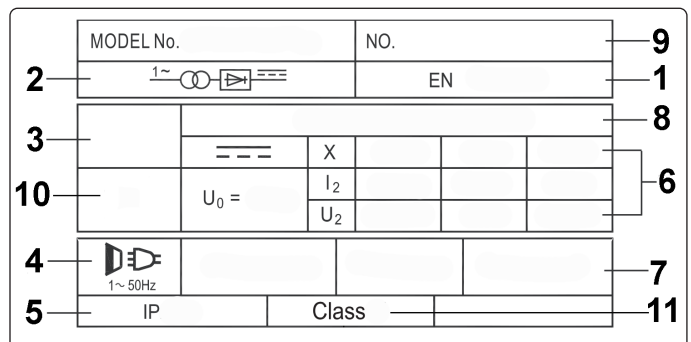 MODEL No. NO. 9
2 1~ EN 1
3 8
X
10 U₀ = I₂ 6
U₂
4 1~ 50Hz 7
5 IP Class 11